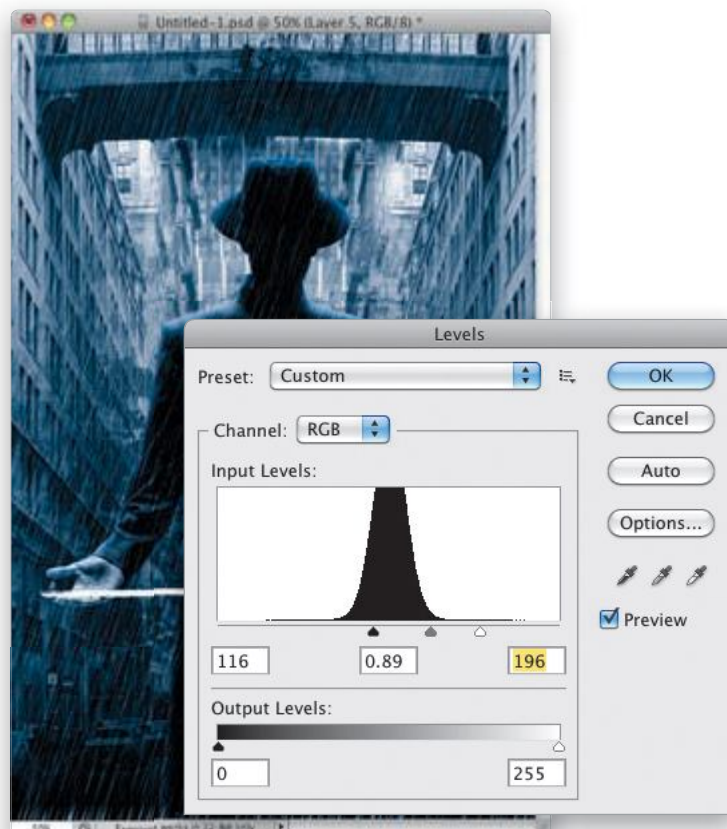 Untitled-1.psd @ 50% (Layer 5, RGB/8) *
Levels
Preset: Custom
OK
Cancel
Auto
Options...
Preview
Channel: RGB
Input Levels:
116 0.89 196
Output Levels:
0 255
50%